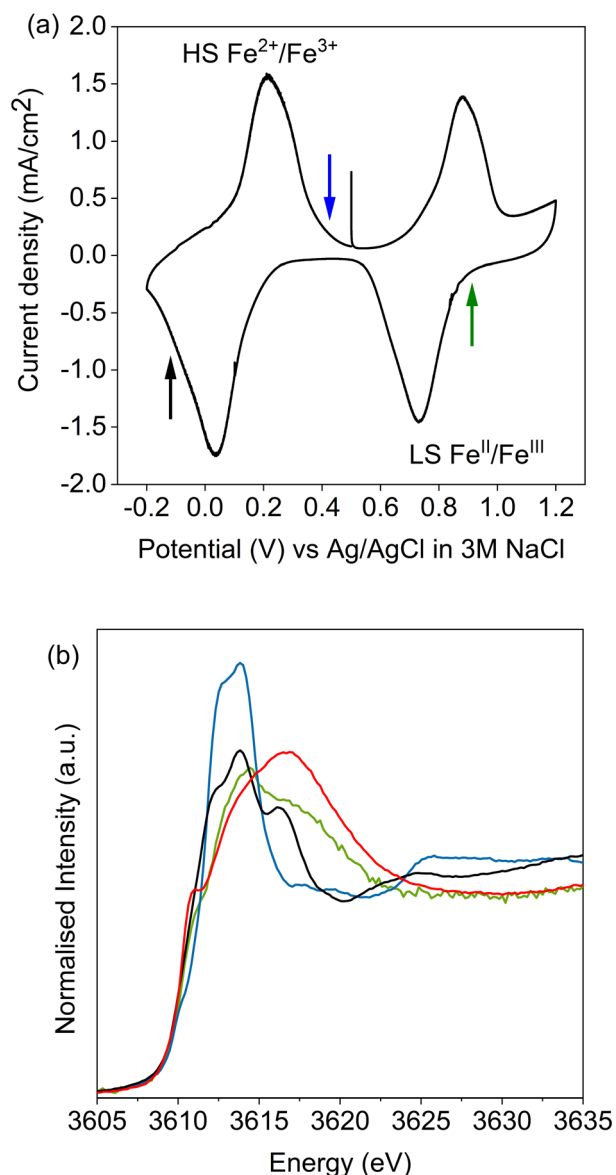 (a)
2.0
1.5
1.0
0.5
0.0
-0.5
-1.0
-1.5
-2.0
Current density (mA/cm²)
HS Fe²⁺/Fe³⁺
LS Feᴵᴵ/Feᴵᴵᴵ
-0.2 0.0 0.2 0.4 0.6 0.8 1.0 1.2
Potential (V) vs Ag/AgCl in 3M NaCl
(b)
Normalised Intensity (a.u.)
3605 3610 3615 3620 3625 3630 3635
Energy (eV)